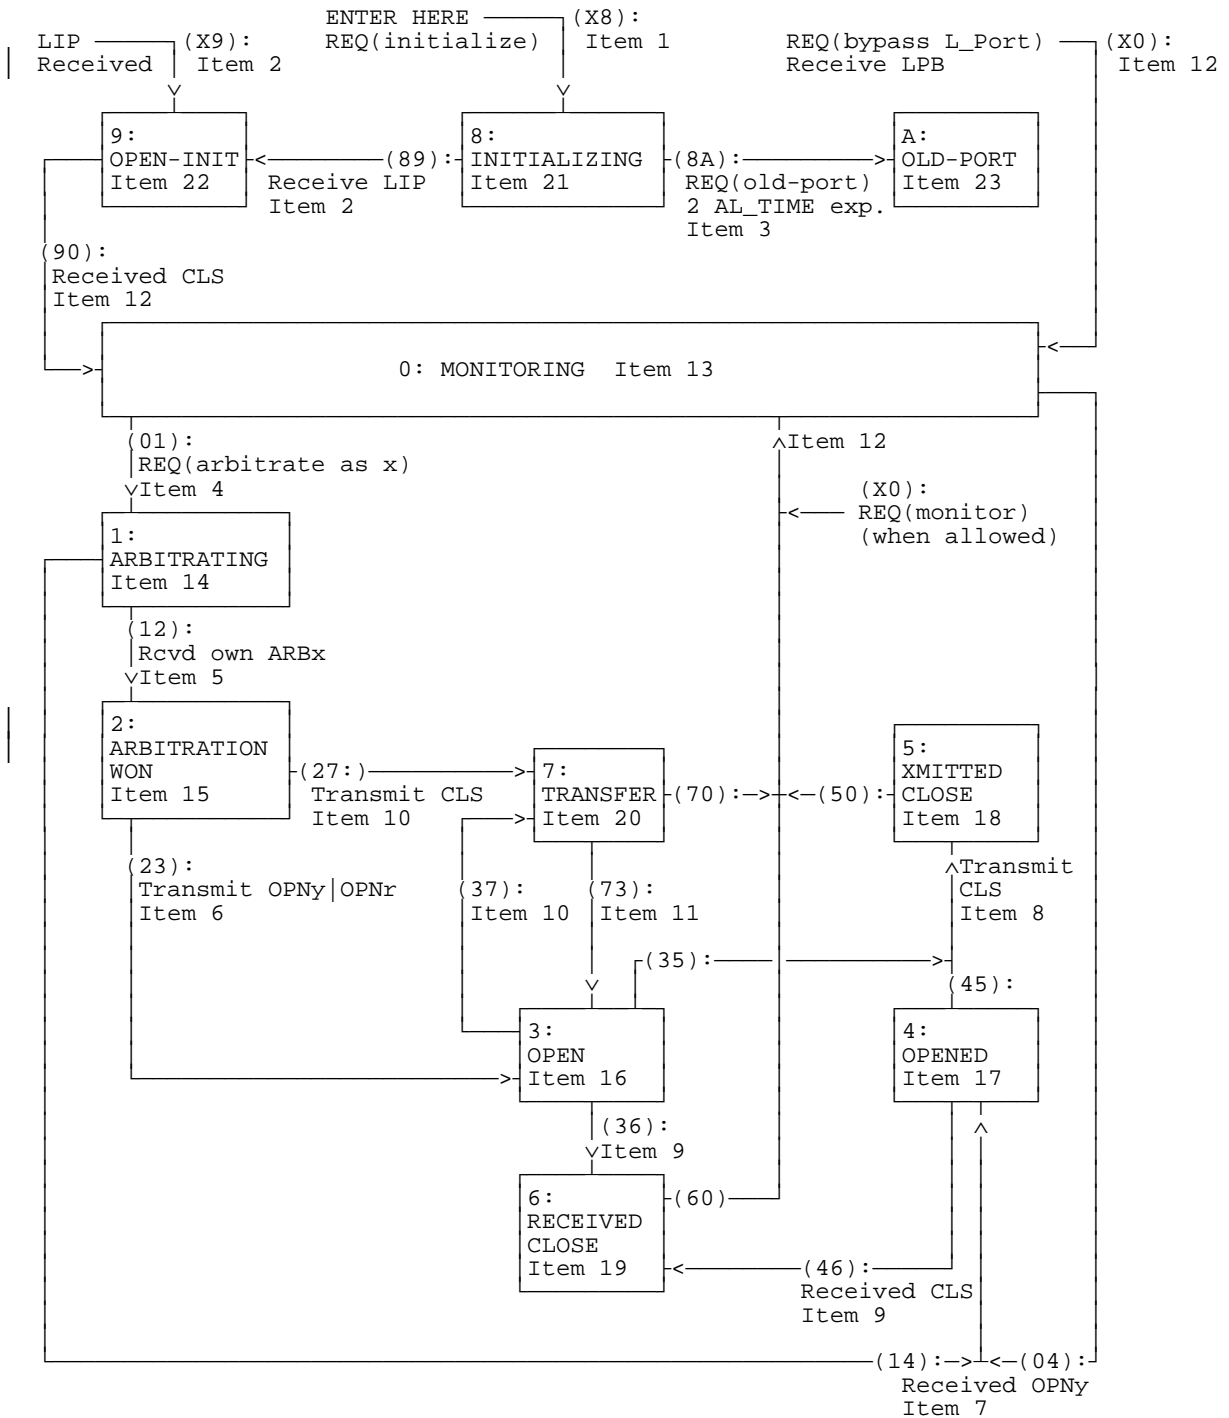 ENTER HERE (X8):
REQ(initialize) Item 1
LIP (X9):
Received Item 2
REQ(bypass L_Port) (X0):
Receive LPB Item 12
9:
OPEN-INIT
Item 22
(89):
Receive LIP
Item 2
8:
INITIALIZING
Item 21
(8A):
REQ(old-port)
2 AL_TIME exp.
Item 3
A:
OLD-PORT
Item 23
(90):
Received CLS
Item 12
0: MONITORING Item 13
(01):
REQ(arbitrate as x)
Item 4
Item 12
(X0):
REQ(monitor)
(when allowed)
1:
ARBITRATING
Item 14
(12):
Rcvd own ARBx
Item 5
2:
ARBITRATION
WON
Item 15
(27:)
Transmit CLS
Item 10
7:
TRANSFER
Item 20
(70):
(50):
5:
XMITTED
CLOSE
Item 18
(23):
Transmit OPNy|OPNr
Item 6
(37):
Item 10
(73):
Item 11
Transmit
CLS
Item 8
(35):
(45):
3:
OPEN
Item 16
4:
OPENED
Item 17
(36):
Item 9
6:
RECEIVED
CLOSE
Item 19
(60)
(46):
Received CLS
Item 9
(14):
(04):
Received OPNy
Item 7